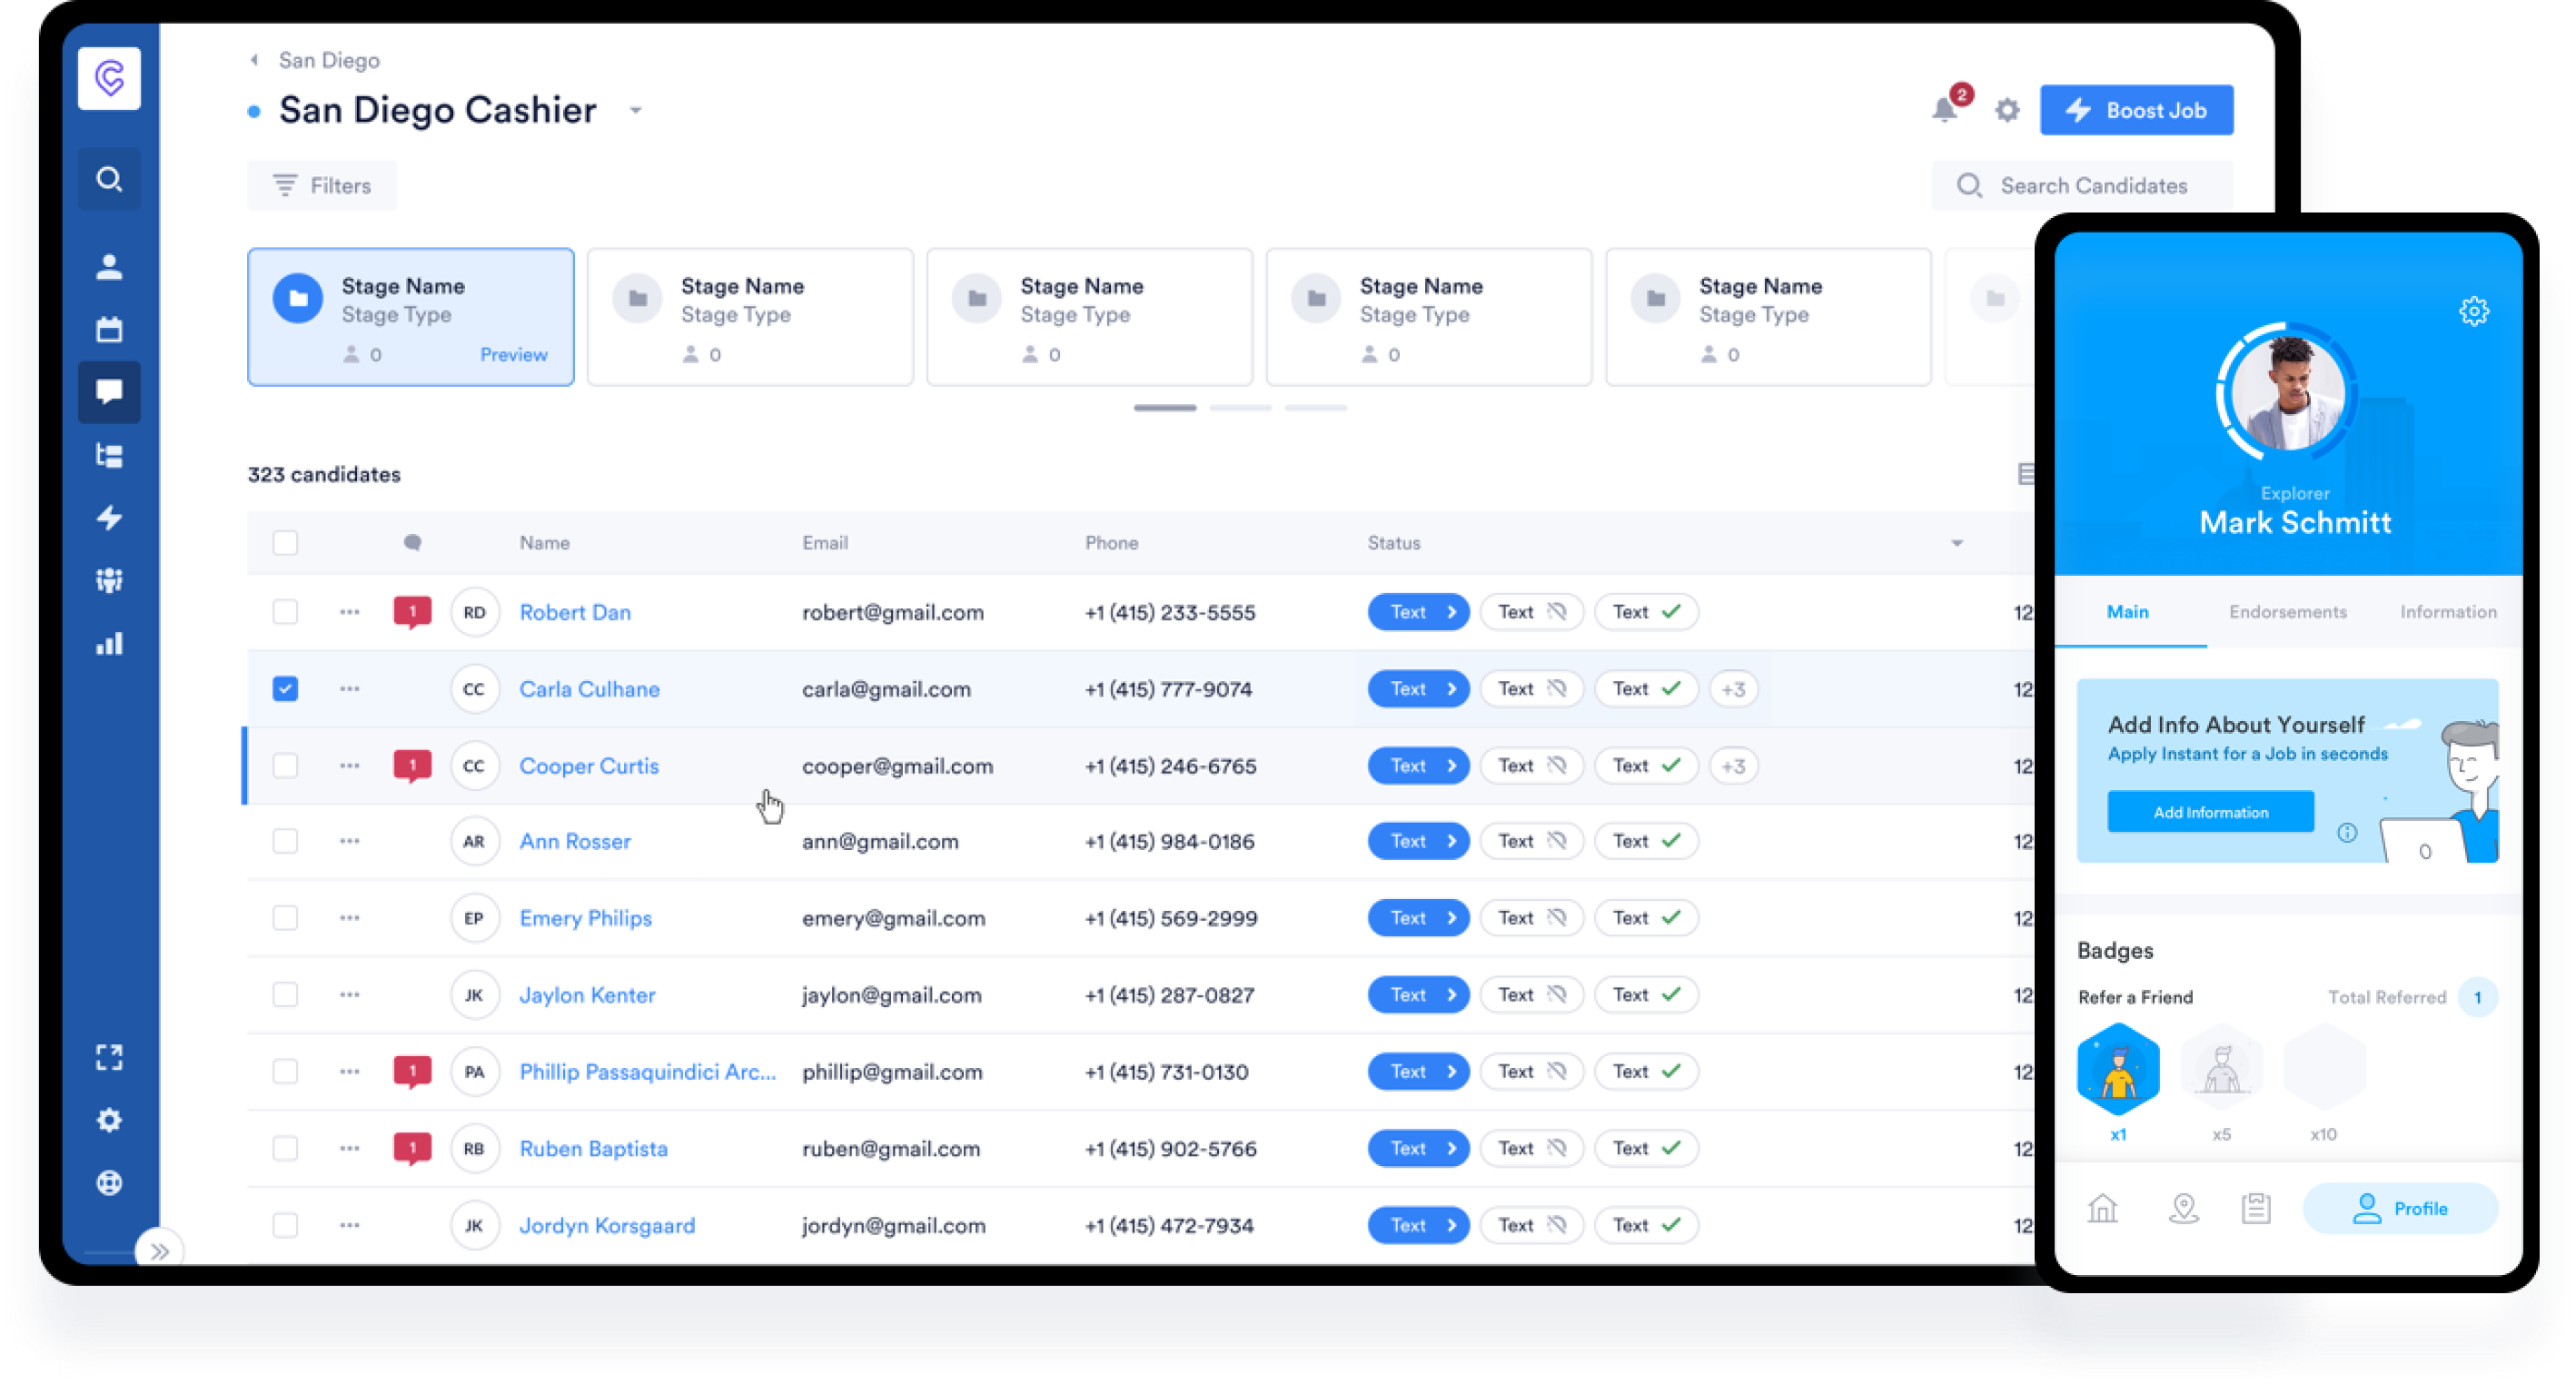 San Diego
San Diego Cashier
2
Boost Job
Filters
Search Candidates
Stage Name
Stage Type
0
Preview
Stage Name
Stage Type
0
Stage Name
Stage Type
0
Stage Name
Stage Type
0
Stage Name
Stage Type
0
323 candidates
Name Email Phone Status
1 RD Robert Dan robert@gmail.com +1 (415) 233-5555 Text Text Text 12
CC Carla Culhane carla@gmail.com +1 (415) 777-9074 Text Text Text +3 12
1 CC Cooper Curtis cooper@gmail.com +1 (415) 246-6765 Text Text Text +3 12
AR Ann Rosser ann@gmail.com +1 (415) 984-0186 Text Text Text 12
EP Emery Philips emery@gmail.com +1 (415) 569-2999 Text Text Text 12
JK Jaylon Kenter jaylon@gmail.com +1 (415) 287-0827 Text Text Text 12
1 PA Phillip Passaquindici Arc... phillip@gmail.com +1 (415) 731-0130 Text Text Text 12
1 RB Ruben Baptista ruben@gmail.com +1 (415) 902-5766 Text Text Text 12
JK Jordyn Korsgaard jordyn@gmail.com +1 (415) 472-7934 Text Text Text 12
Explorer
Mark Schmitt
Main Endorsements Information
Add Info About Yourself
Apply Instant for a Job in seconds
Add Information
Badges
Refer a Friend Total Referred 1
x1 x5 x10
Profile